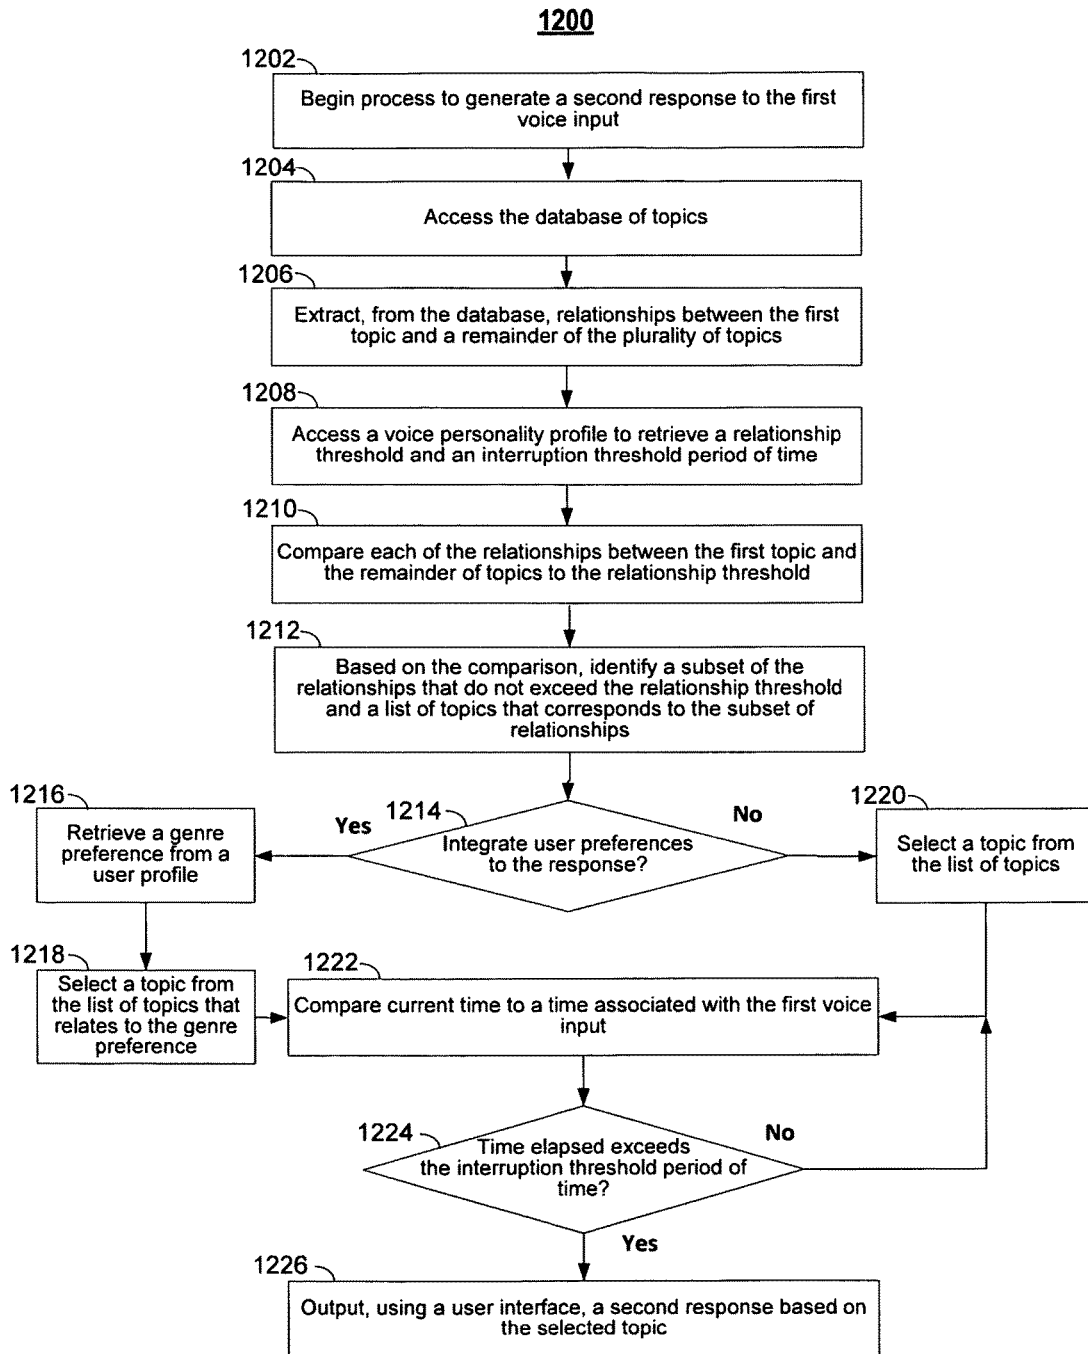 1200
1202
Begin process to generate a second response to the first
voice input
1204
Access the database of topics
1206
Extract, from the database, relationships between the first
topic and a remainder of the plurality of topics
1208
Access a voice personality profile to retrieve a relationship
threshold and an interruption threshold period of time
1210
Compare each of the relationships between the first topic and
the remainder of topics to the relationship threshold
1212
Based on the comparison, identify a subset of the
relationships that do not exceed the relationship threshold
and a list of topics that corresponds to the subset of
relationships
1214
Integrate user preferences
to the response?
Yes
No
1216
Retrieve a genre
preference from a
user profile
1220
Select a topic from
the list of topics
1218
Select a topic from
the list of topics that
relates to the genre
preference
1222
Compare current time to a time associated with the first voice
input
1224
Time elapsed exceeds
the interruption threshold period of
time?
No
Yes
1226
Output, using a user interface, a second response based on
the selected topic